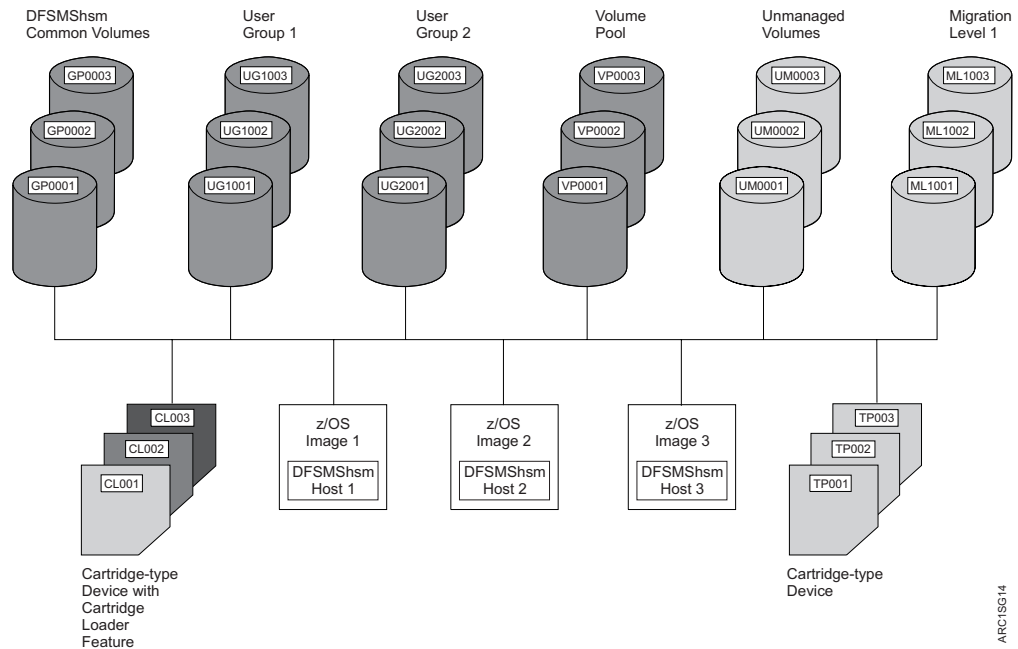 DFSMShsm
Common Volumes
User
Group 1
User
Group 2
Volume
Pool
Unmanaged
Volumes
Migration
Level 1
GP0003
UG1003
UG2003
VP0003
UM0003
ML1003
GP0002
UG1002
UG2002
VP0002
UM0002
ML1002
GP0001
UG1001
UG2001
VP0001
UM0001
ML1001
CL003
CL002
CL001
z/OS
Image 1
DFSMShsm
Host 1
z/OS
Image 2
DFSMShsm
Host 2
z/OS
Image 3
DFSMShsm
Host 3
TP003
TP002
TP001
Cartridge-type
Device with
Cartridge
Loader
Feature
Cartridge-type
Device
ARC1SG14